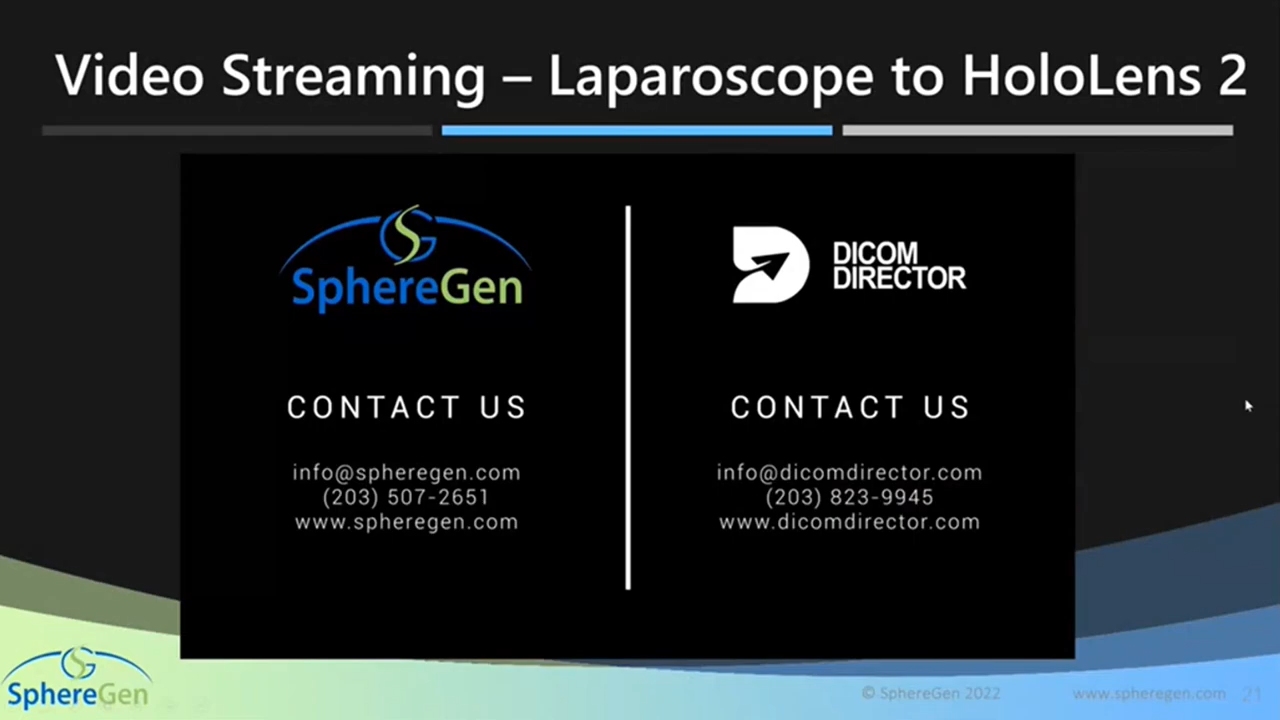 Video Streaming – Laparoscope to HoloLens 2
SphereGen
CONTACT US
info@spheregen.com
(203) 507-2651
www.spheregen.com
DICOM
DIRECTOR
CONTACT US
info@dicomdirector.com
(203) 823-9945
www.dicomdirector.com
SphereGen
© SphereGen 2022
www.spheregen.com
21